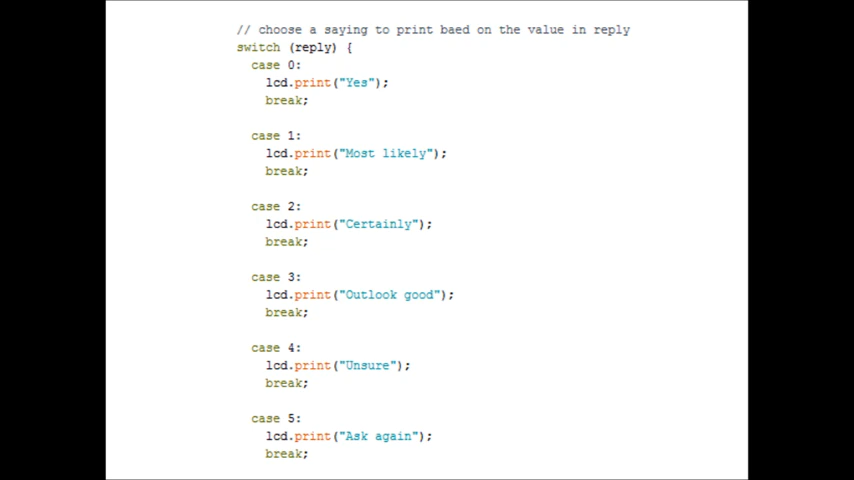 // choose a saying to print baed on the value in reply
switch (reply) {
case 0:
lcd.print("Yes");
break;
case 1:
lcd.print("Most likely");
break;
case 2:
lcd.print("Certainly");
break;
case 3:
lcd.print("Outlook good");
break;
case 4:
lcd.print("Unsure");
break;
case 5:
lcd.print("Ask again");
break;